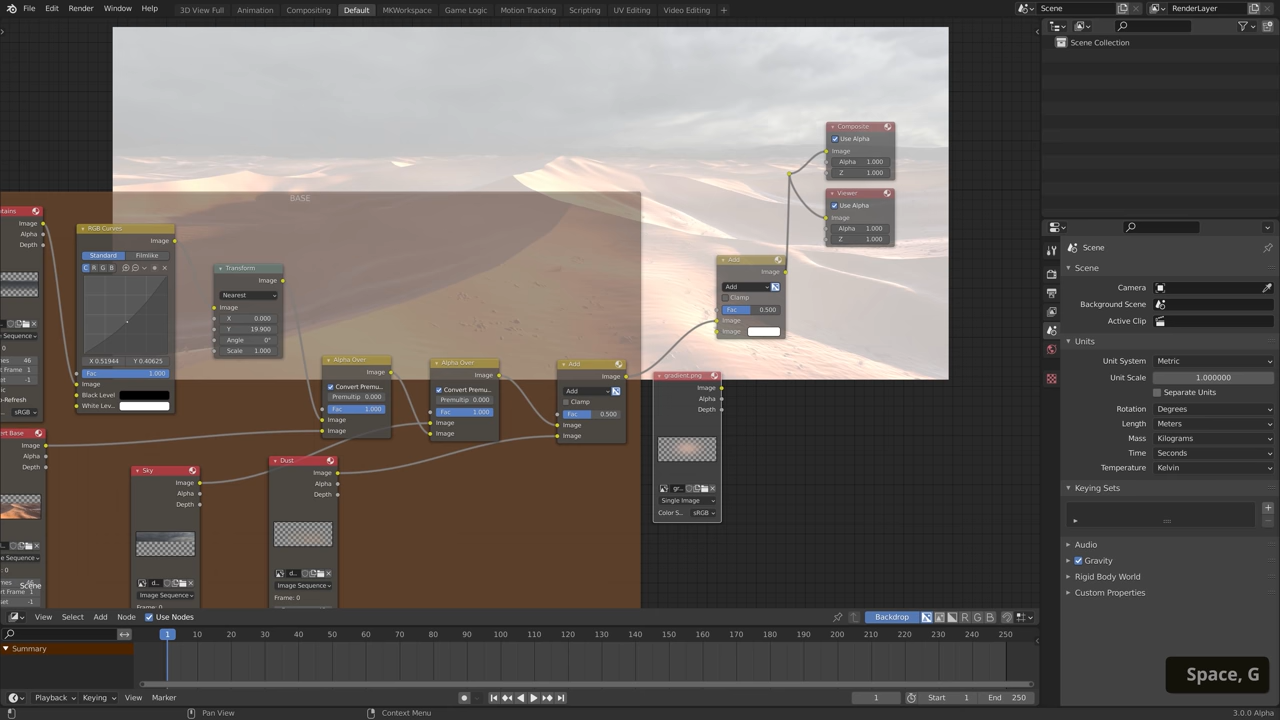 File Edit Render Window Help 3D View Full Animation Compositing Default MKWorkspace Game Logic Motion Tracking Scripting UV Editing Video Editing + Scene RenderLayer
Scene Collection
BASE
Composite
Use Alpha
Image
Alpha 1.000
Z 1.000
Viewer
Use Alpha
Image
Alpha 1.000
Z 1.000
Image
Alpha
Depth
46
1
-1
sRGB
RGB Curves
Image
Standard Filmlike
C R G B
X 0.51944 Y 0.40625
Fac 1.000
Image
Black Level
White Lev...
Transform
Image
Nearest
Image
X 0.000
Y 19.900
Angle 0°
Scale 1.000
Alpha Over
Image
Convert Premu...
Premultip 0.000
Fac 1.000
Image
Image
Alpha Over
Image
Convert Premu...
Premultip 0.000
Fac 1.000
Image
Image
Add
Image
Add
Clamp
Fac 0.500
Image
Image
Add
Image
Add
Clamp
Fac 0.500
Image
Image
gradient.png
Image
Alpha
Depth
gr...
Single Image
Color S... sRGB
Image
Alpha
Depth
Scene
Sky
Image
Alpha
Depth
d...
Image Sequence
Frame: 0
Dust
Image
Alpha
Depth
d...
Image Sequence
Frame: 0
Scene
Scene
Camera
Background Scene
Active Clip
Units
Unit System Metric
Unit Scale 1.000000
Separate Units
Rotation Degrees
Length Meters
Mass Kilograms
Time Seconds
Temperature Kelvin
Keying Sets
Audio
Gravity
Rigid Body World
Custom Properties
View Select Add Node Use Nodes Backdrop R G B
1 10 20 30 40 50 60 70 80 90 100 110 120 130 140 150 160 170 180 190 200 210 220 230 240 250
Summary
Space, G
Playback Keying View Marker 1 Start 1 End 250
Pan View Context Menu 3.0.0 Alpha